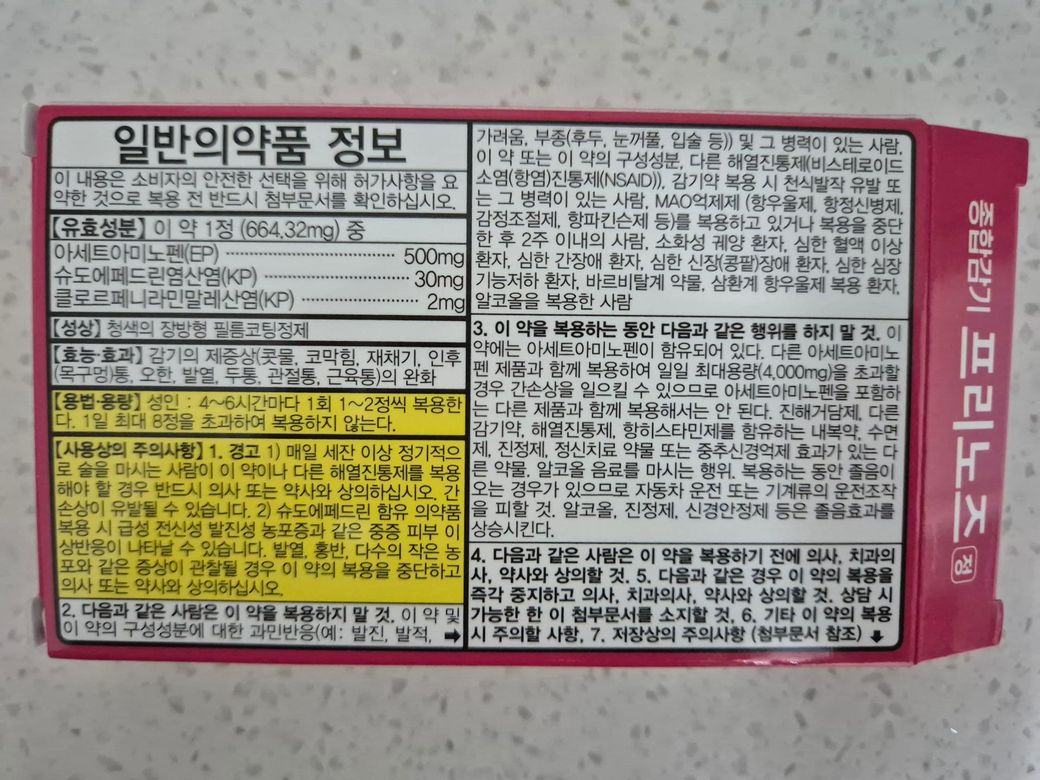 일반의약품 정보
이 내용은 소비자의 안전한 선택을 위해 허가사항을 요
약한 것으로 복용 전 반드시 첨부문서를 확인하십시오.
【유효성분】 이 약 1정 (664.32mg) 중
아세트아미노펜(EP) ································ 500mg
슈도에페드린염산염(KP) ·························· 30mg
클로르페니라민말레산염(KP) ···················· 2mg
【성상】 청색의 장방형 필름코팅정제
【효능·효과】 감기의 제증상(콧물, 코막힘, 재채기, 인후
(목구멍)통, 오한, 발열, 두통, 관절통, 근육통)의 완화
【용법·용량】 성인 : 4~6시간마다 1회 1~2정씩 복용한
다. 1일 최대 8정을 초과하여 복용하지 않는다.
【사용상의 주의사항】 1. 경고 1) 매일 세잔 이상 정기적으
로 술을 마시는 사람이 이 약이나 다른 해열진통제를 복용
해야 할 경우 반드시 의사 또는 약사와 상의하십시오. 간
손상이 유발될 수 있습니다. 2) 슈도에페드린 함유 의약품
복용 시 급성 전신성 발진성 농포증과 같은 중증 피부 이
상반응이 나타날 수 있습니다. 발열, 홍반, 다수의 작은 농
포와 같은 증상이 관찰될 경우 이 약의 복용을 중단하고
의사 또는 약사와 상의하십시오.
2. 다음과 같은 사람은 이 약을 복용하지 말 것. 이 약 및
이 약의 구성성분에 대한 과민반응(예: 발진, 발적, ➡
가려움, 부종(후두, 눈꺼풀, 입술 등)) 및 그 병력이 있는 사람,
이 약 또는 이 약의 구성성분, 다른 해열진통제(비스테로이드
소염(항염)진통제(NSAID)), 감기약 복용 시 천식발작 유발 또
는 그 병력이 있는 사람, MAO억제제 (항우울제, 항정신병제,
감정조절제, 항파킨슨제 등)를 복용하고 있거나 복용을 중단
한 후 2주 이내의 사람, 소화성 궤양 환자, 심한 혈액 이상
환자, 심한 간장애 환자, 심한 신장(콩팥)장애 환자, 심한 심장
기능저하 환자, 바르비탈계 약물, 삼환계 항우울제 복용 환자,
알코올을 복용한 사람
3. 이 약을 복용하는 동안 다음과 같은 행위를 하지 말 것. 이
약에는 아세트아미노펜이 함유되어 있다. 다른 아세트아미노
펜 제품과 함께 복용하여 일일 최대용량(4,000mg)을 초과할
경우 간손상을 일으킬 수 있으므로 아세트아미노펜을 포함하
는 다른 제품과 함께 복용해서는 안 된다. 진해거담제, 다른
감기약, 해열진통제, 항히스타민제를 함유하는 내복약, 수면
제, 진정제, 정신치료 약물 또는 중추신경억제 효과가 있는 다
른 약물. 알코올 음료를 마시는 행위. 복용하는 동안 졸음이
오는 경우가 있으므로 자동차 운전 또는 기계류의 운전조작
을 피할 것. 알코올, 진정제, 신경안정제 등은 졸음효과를
상승시킨다.
4. 다음과 같은 사람은 이 약을 복용하기 전에 의사, 치과의
사, 약사와 상의할 것. 5. 다음과 같은 경우 이 약의 복용을
즉각 중지하고 의사, 치과의사, 약사와 상의할 것. 상담 시
가능한 한 이 첨부문서를 소지할 것. 6. 기타 이 약의 복용
시 주의할 사항, 7. 저장상의 주의사항 (첨부문서 참조) ⬇
종합감기 프리노즈 정